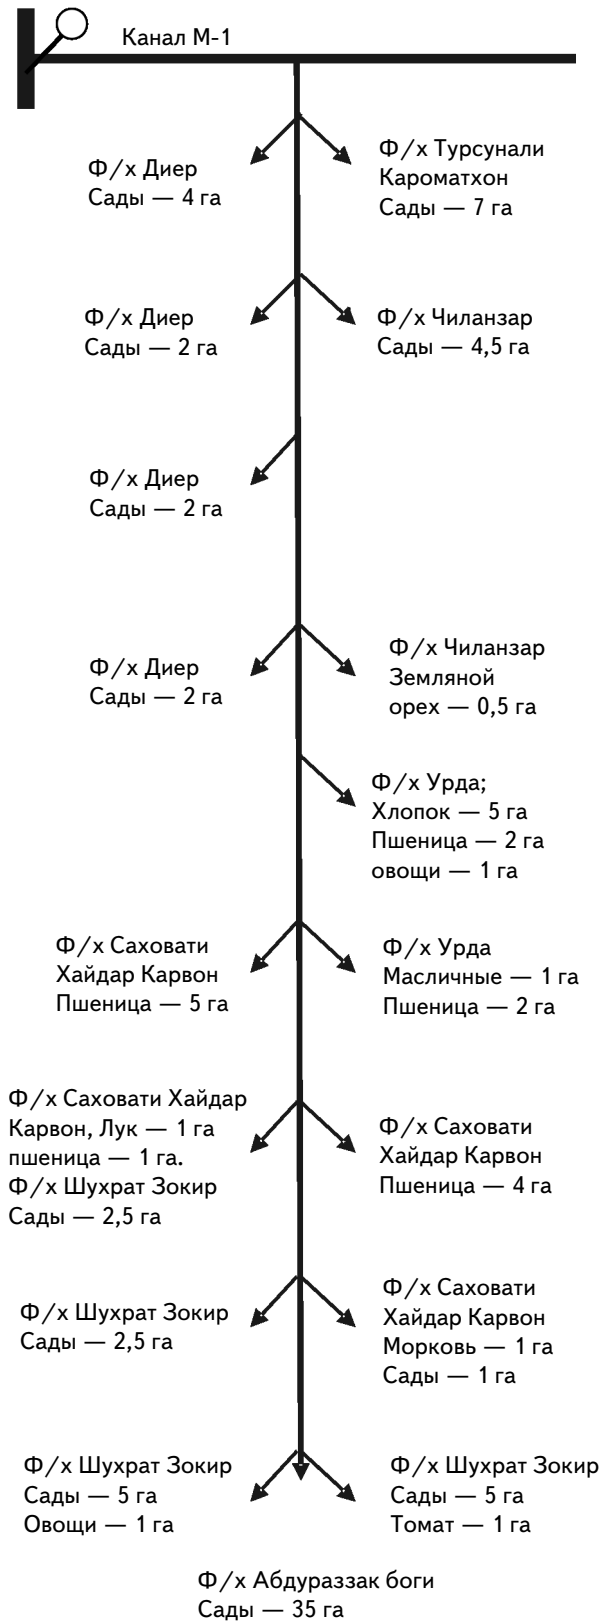 Канал М-1
Ф/х Диер
Сады — 4 га
Ф/х Турсунали
Кароматхон
Сады — 7 га
Ф/х Диер
Сады — 2 га
Ф/х Чиланзар
Сады — 4,5 га
Ф/х Диер
Сады — 2 га
Ф/х Диер
Сады — 2 га
Ф/х Чиланзар
Земляной
орех — 0,5 га
Ф/х Урда;
Хлопок — 5 га
Пшеница — 2 га
овощи — 1 га
Ф/х Саховати
Хайдар Карвон
Пшеница — 5 га
Ф/х Урда
Масличные — 1 га
Пшеница — 2 га
Ф/х Саховати Хайдар
Карвон, Лук — 1 га
пшеница — 1 га.
Ф/х Шухрат Зокир
Сады — 2,5 га
Ф/х Саховати
Хайдар Карвон
Пшеница — 4 га
Ф/х Шухрат Зокир
Сады — 2,5 га
Ф/х Саховати
Хайдар Карвон
Морковь — 1 га
Сады — 1 га
Ф/х Шухрат Зокир
Сады — 5 га
Овощи — 1 га
Ф/х Шухрат Зокир
Сады — 5 га
Томат — 1 га
Ф/х Абдураззак боги
Сады — 35 га